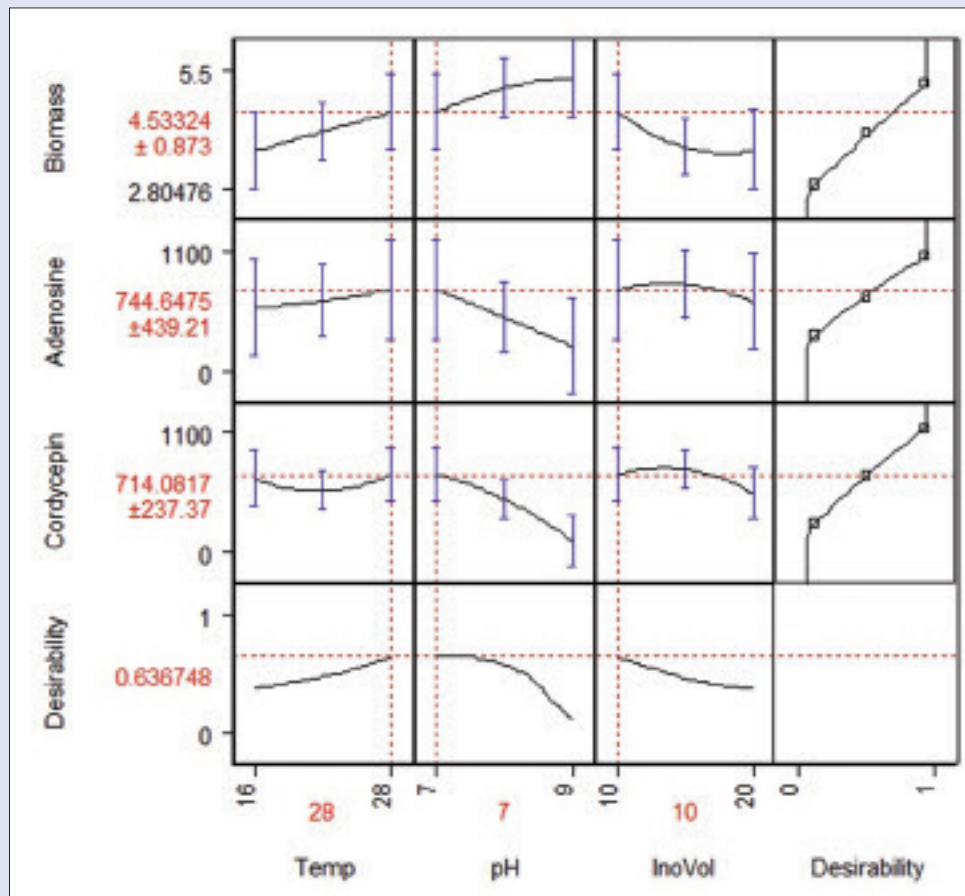 Biomass
5.5
4.53324
± 0.873
2.80476
Adenosine
1100
744.6475
±439.21
0
Cordycepin
1100
714.0817
±237.37
0
Desirability
1
0.636748
0
16 28 7 9 10 20 0 1
28 7 10
Temp pH InoVol Desirability